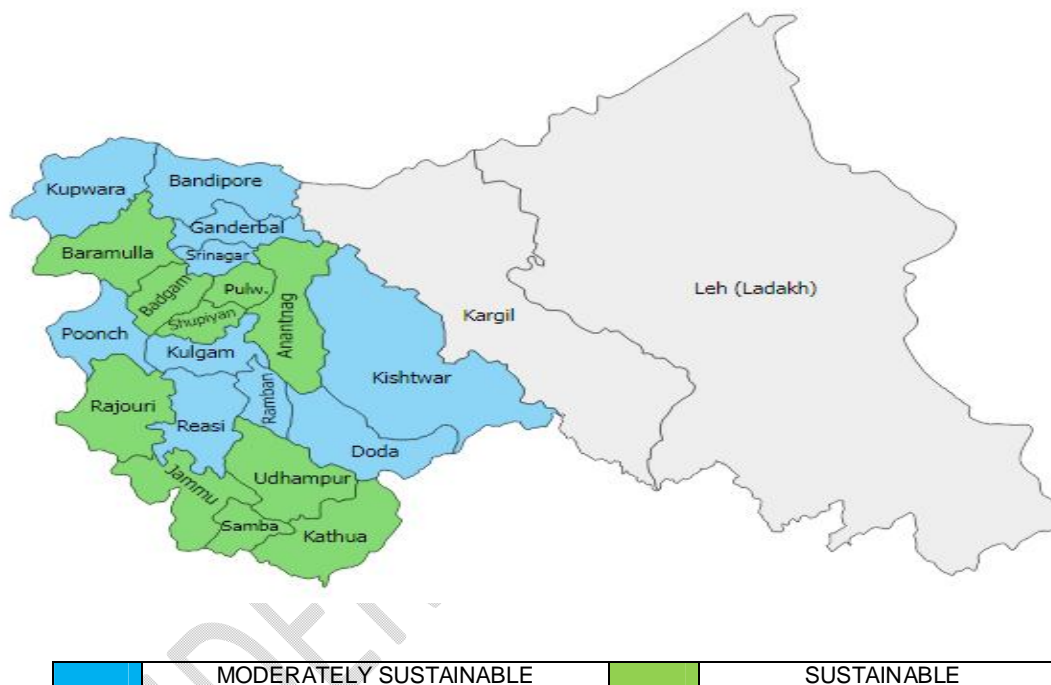 Kupwara
Bandipore
Ganderbal
Baramulla
Srinagar
Badgam
Pulw.
Shupiyan
Anantnag
Leh (Ladakh)
Kargil
Poonch
Kulgam
Kishtwar
Ramban
Rajouri
Reasi
Doda
Jammu
Udhampur
Samba
Kathua
MODERATELY SUSTAINABLE
SUSTAINABLE